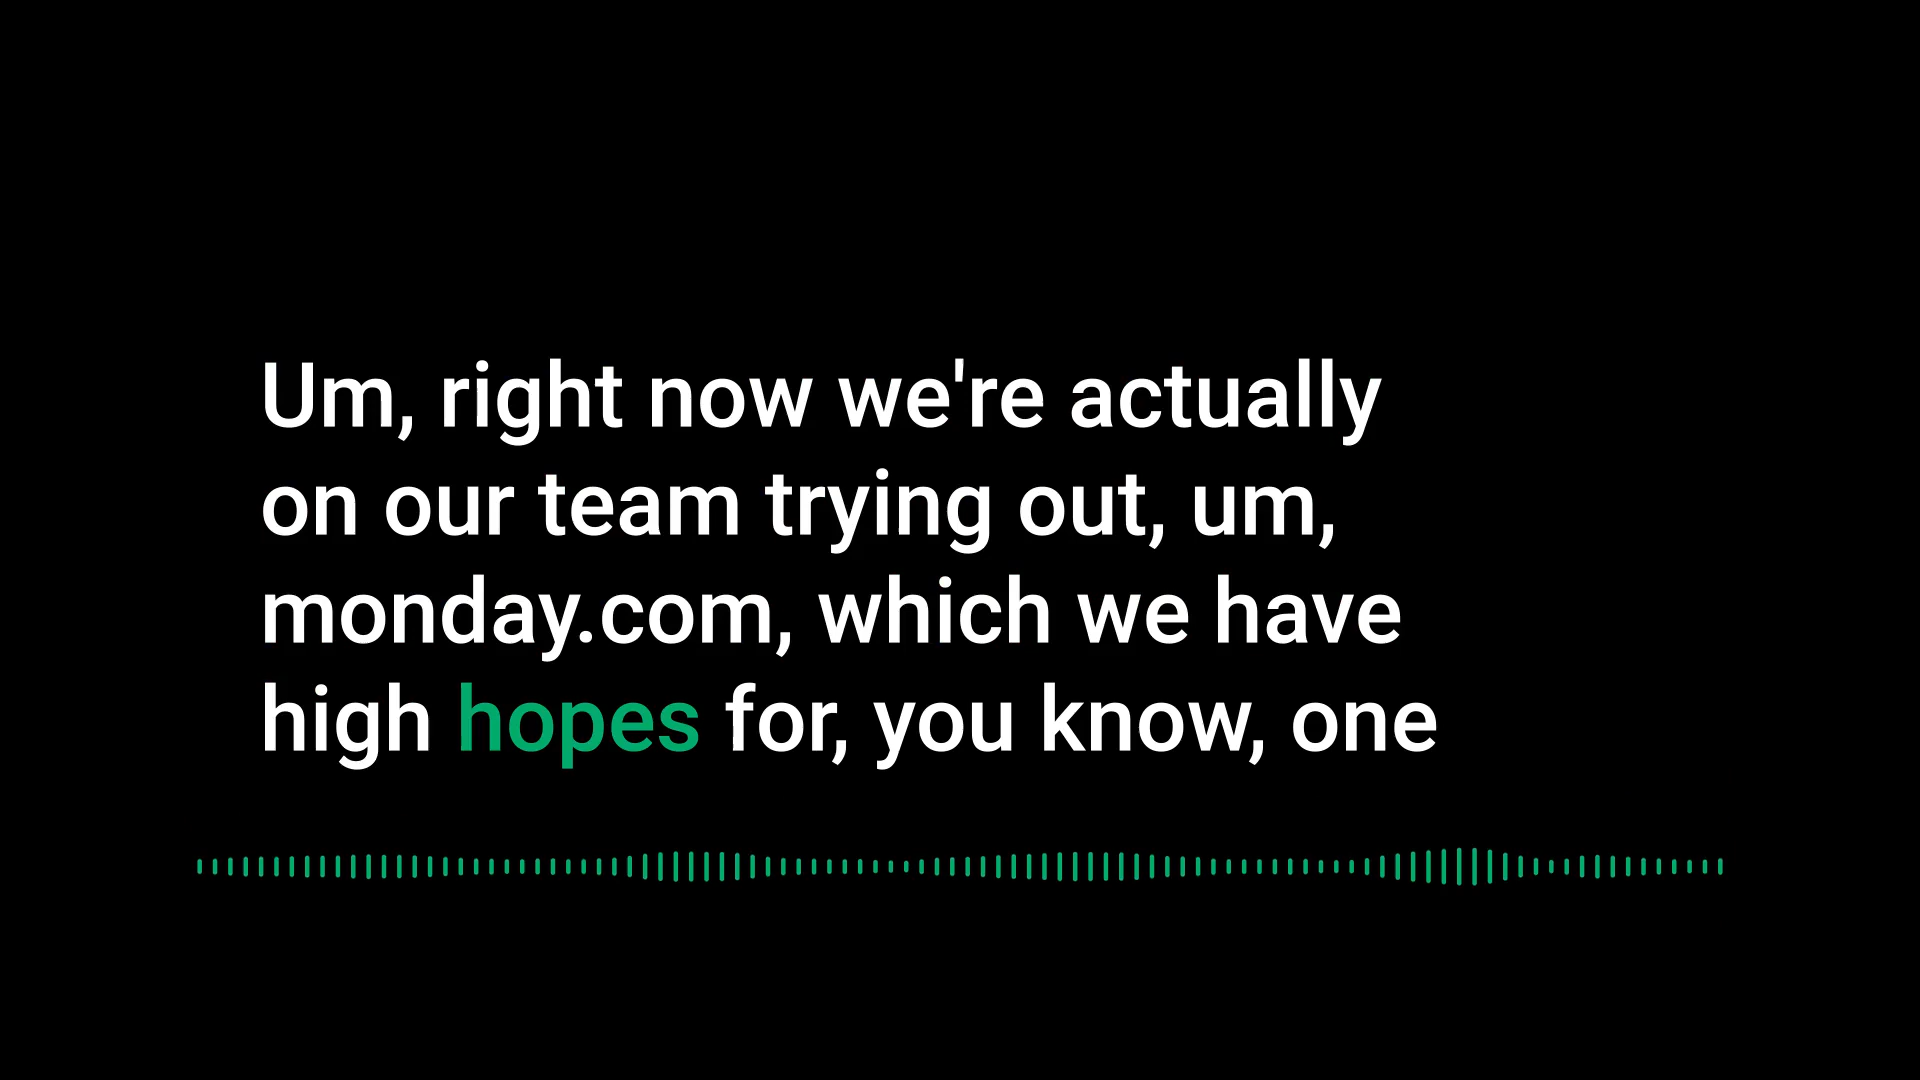 Um, right now we're actually
on our team trying out, um,
monday.com, which we have
high hopes for, you know, one